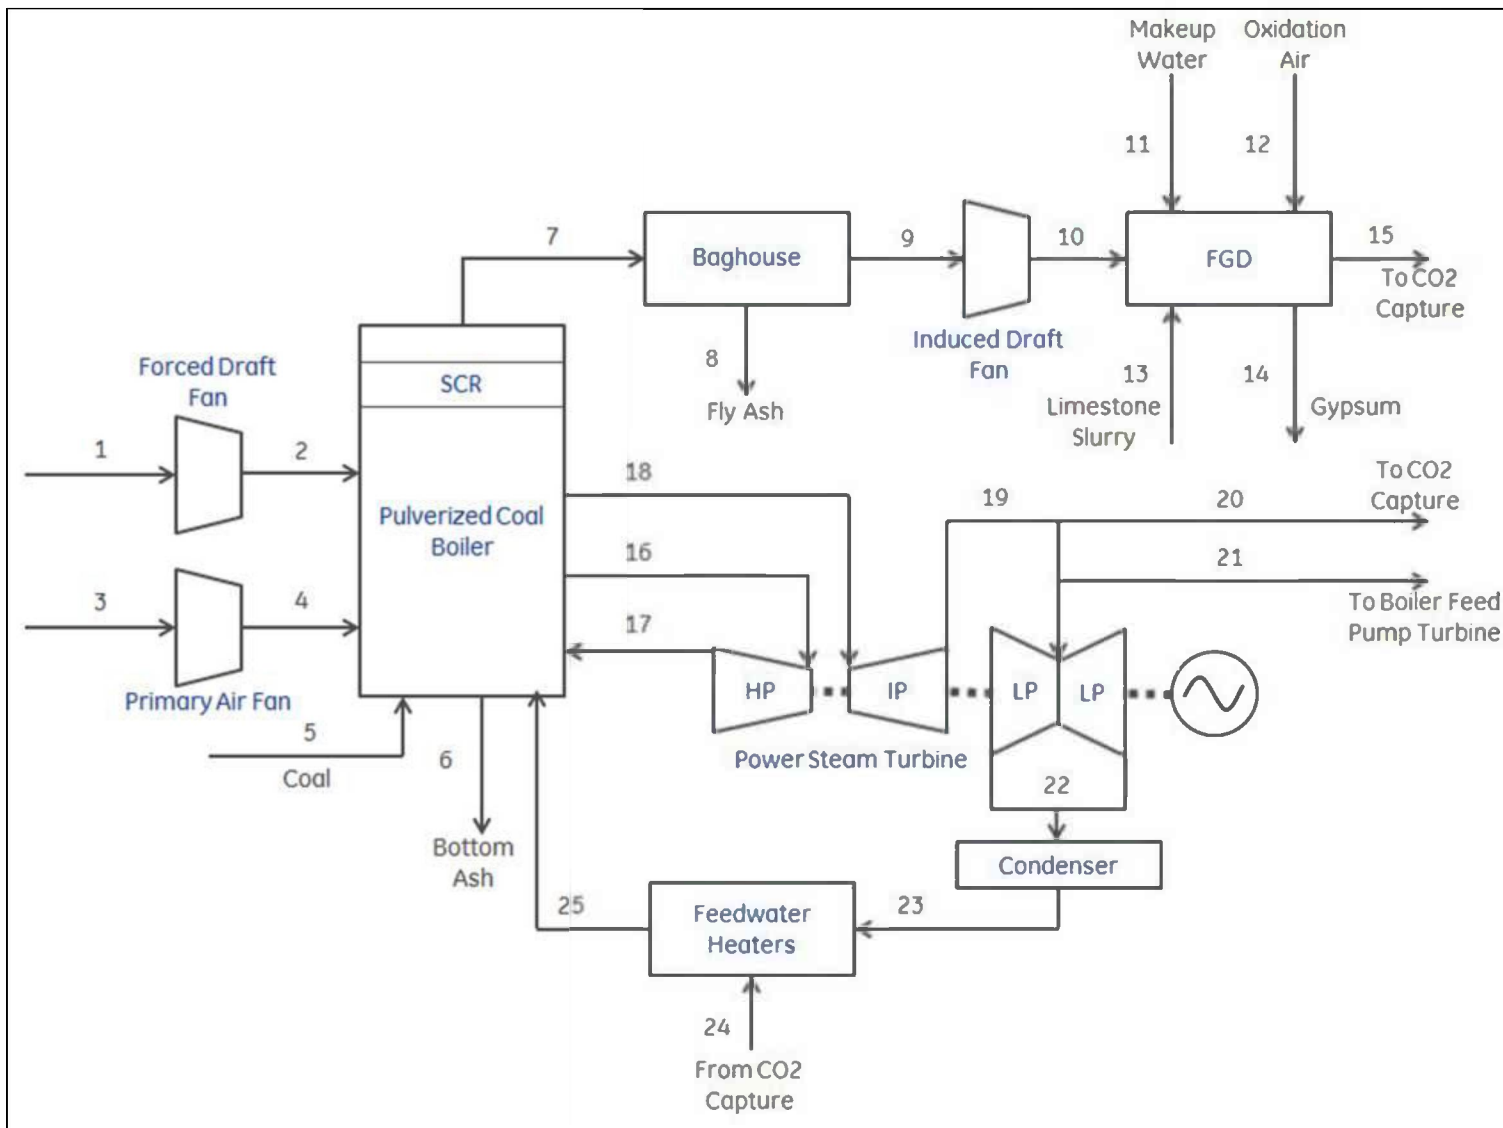 Makeup
Water
Oxidation
Air
11
12
7
Baghouse
9
10
FGD
15
To CO2
Capture
8
Fly Ash
Induced Draft
Fan
13
Limestone
Slurry
14
Gypsum
Forced Draft
Fan
SCR
1
2
Pulverized Coal
Boiler
18
16
17
19
To CO2
Capture
20
21
To Boiler Feed
Pump Turbine
3
4
Primary Air Fan
HP
IP
LP
LP
Power Steam Turbine
5
Coal
6
Bottom
Ash
22
Condenser
25
Feedwater
Heaters
23
24
From CO2
Capture